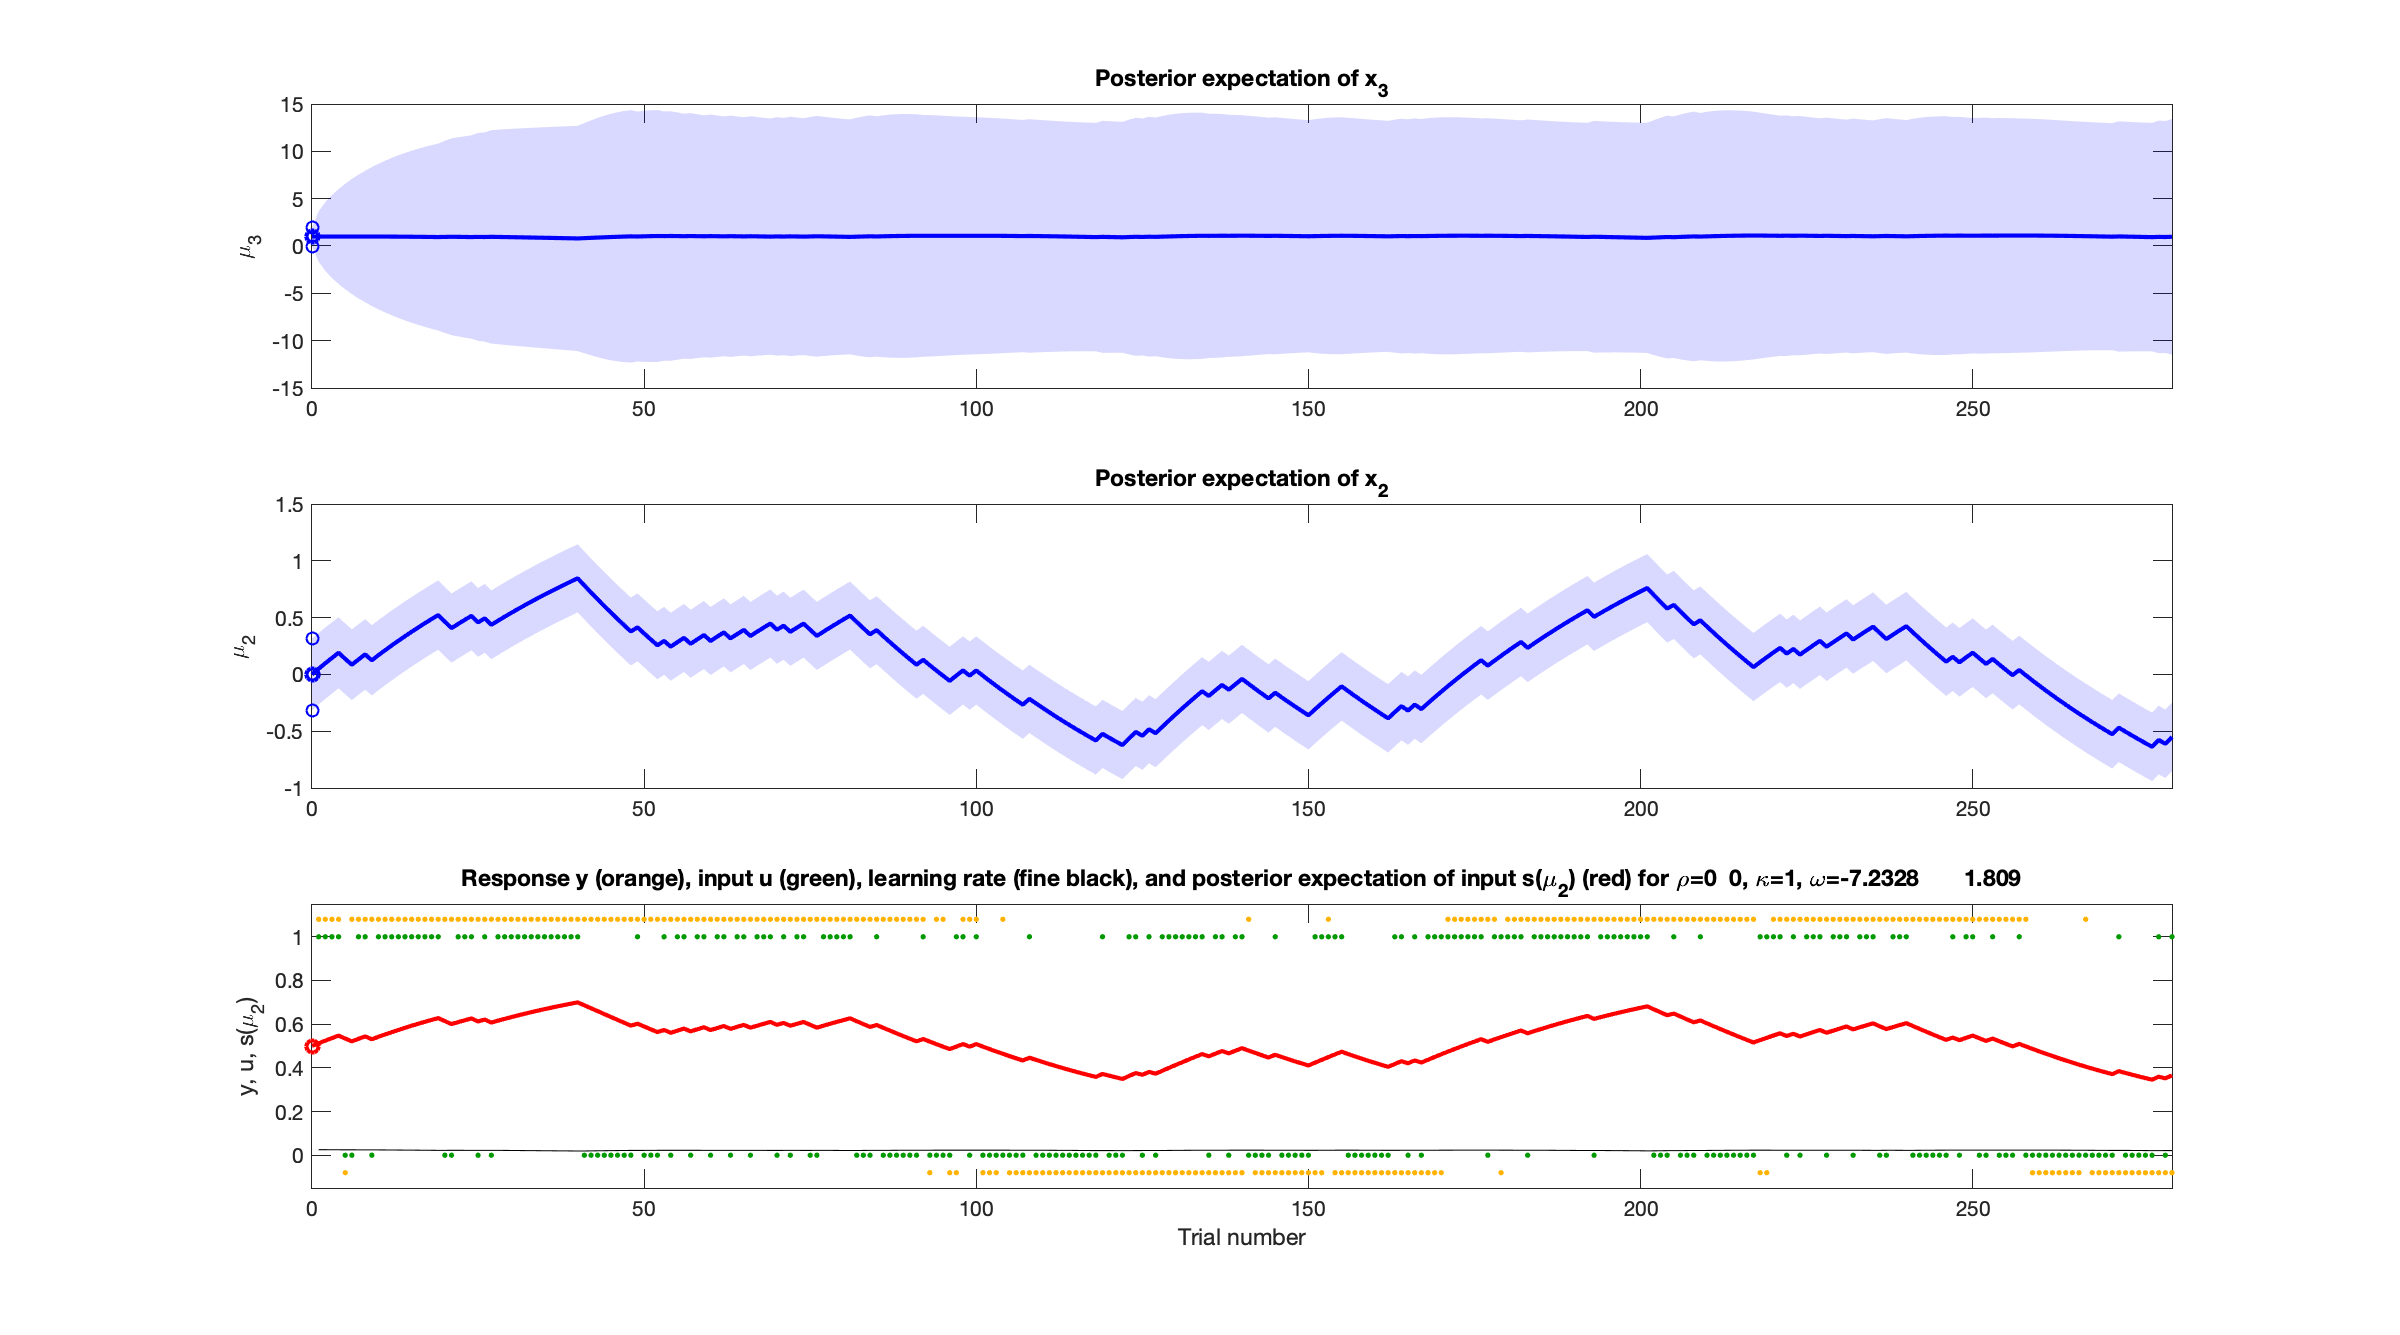 Posterior expectation of x3
μ3
15
10
5
0
-5
-10
-15
0 50 100 150 200 250
Posterior expectation of x2
μ2
1.5
1
0.5
0
-0.5
-1
0 50 100 150 200 250
Response y (orange), input u (green), learning rate (fine black), and posterior expectation of input s(μ2) (red) for ρ=0 0, κ=1, ω=-7.2328 1.809
y, u, s(μ2)
1
0.8
0.6
0.4
0.2
0
0 50 100 150 200 250
Trial number